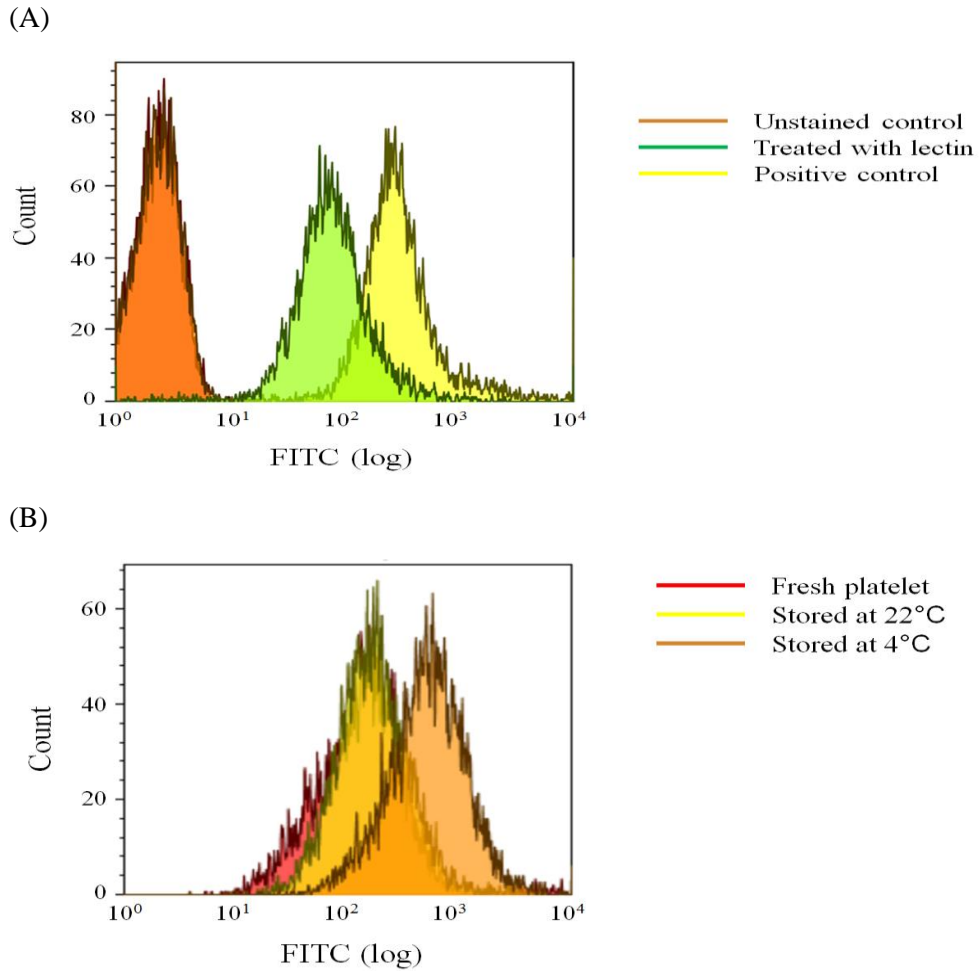 (A)
80
60
40
20
0
Count
10⁰ 10¹ 10² 10³ 10⁴
FITC (log)
Unstained control
Treated with lectin
Positive control
(B)
60
40
20
0
Count
10⁰ 10¹ 10² 10³ 10⁴
FITC (log)
Fresh platelet
Stored at 22°C
Stored at 4°C